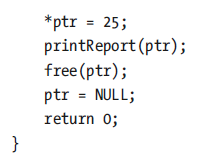 *ptr = 25;
printReport(ptr);
free(ptr);
ptr = NULL;
return 0;
}